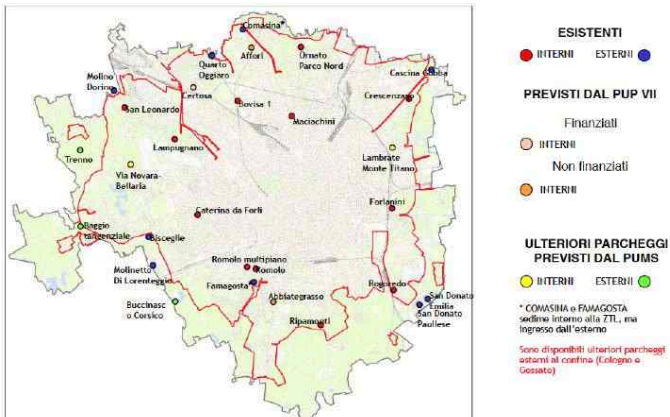 Comasina*
Affori
Ornato
Parco Nord
Quarto
Oggiaro
Cascina Gobba
Molino
Dorino
Certosa
Crescenzago
San Leonardo
Bovisa 1
Maciachini
Lampugnano
Trenno
Lambrate
Monte Titano
Via Novara-
Bellaria
Caterina da Forlì
Forlanini
Baggio
tangenziale
Bisceglie
Molinetto
Di Lorenteggio
Romolo multipiano
Romolo
Famagosta
Rogoredo
Buccinasc
o Corsico
Abbiategrasso
San Donato
Emilia
San Donato
Paullese
Ripamonti
ESISTENTI
INTERNI ESTERNI
PREVISTI DAL PUP VII
Finanziati
INTERNI
Non finanziati
INTERNI
ULTERIORI PARCHEGGI
PREVISTI DAL PUMS
INTERNI ESTERNI
* COMASINA e FAMAGOSTA
sedime interno alla ZTL, ma
ingresso dall'esterno
Sono disponibili ulteriori parcheggi
esterni al confine (Cologno e
Gessate)